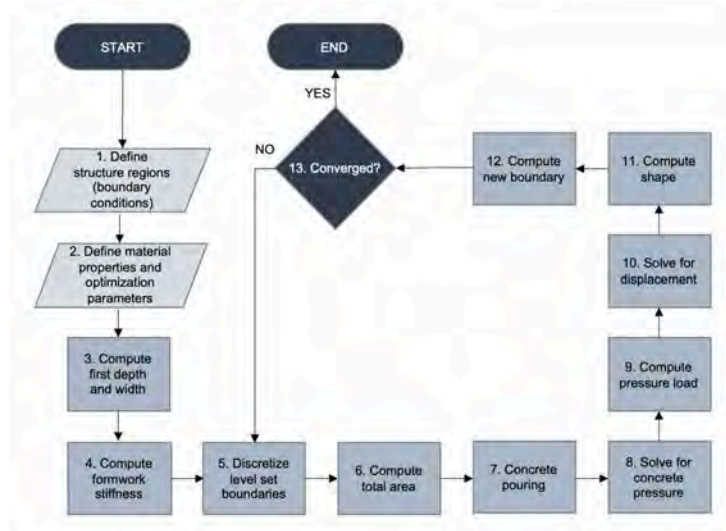 START
END
YES
NO
1. Define
structure regions
(boundary
conditions)
13. Converged?
12. Compute
new boundary
11. Compute
shape
2. Define material
properties and
optimization
parameters
10. Solve for
displacement
3. Compute
first depth
and width
9. Compute
pressure load
4. Compute
formwork
stiffness
5. Discretize
level set
boundaries
6. Compute
total area
7. Concrete
pouring
8. Solve for
concrete
pressure